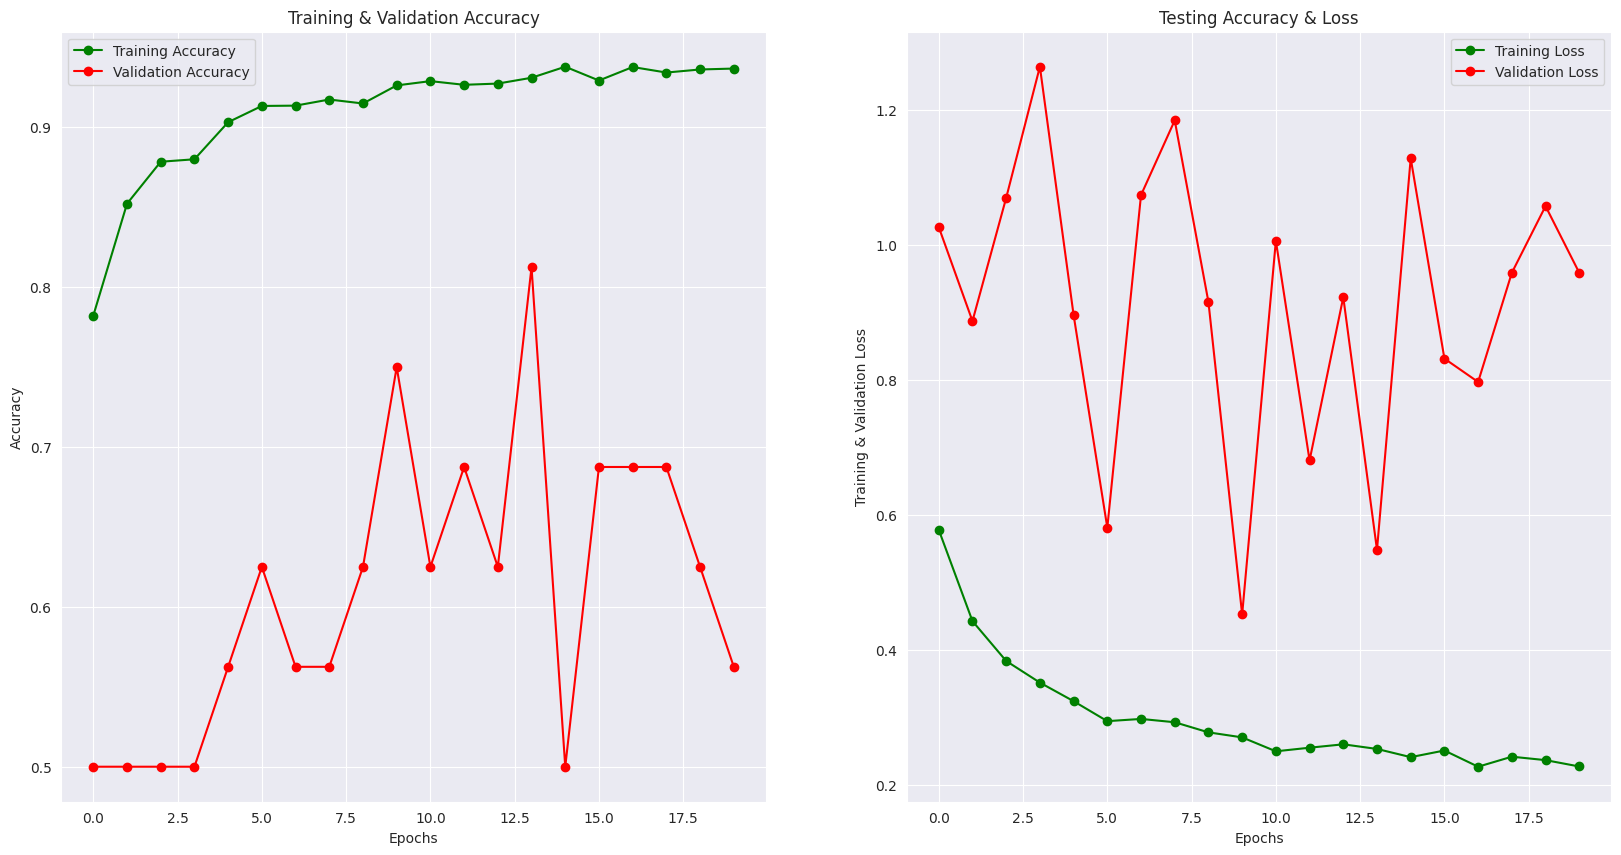 Training & Validation Accuracy
Training Accuracy
Validation Accuracy
Accuracy
0.9
0.8
0.7
0.6
0.5
0.0 2.5 5.0 7.5 10.0 12.5 15.0 17.5
Epochs
Testing Accuracy & Loss
Training Loss
Validation Loss
Training & Validation Loss
1.2
1.0
0.8
0.6
0.4
0.2
0.0 2.5 5.0 7.5 10.0 12.5 15.0 17.5
Epochs